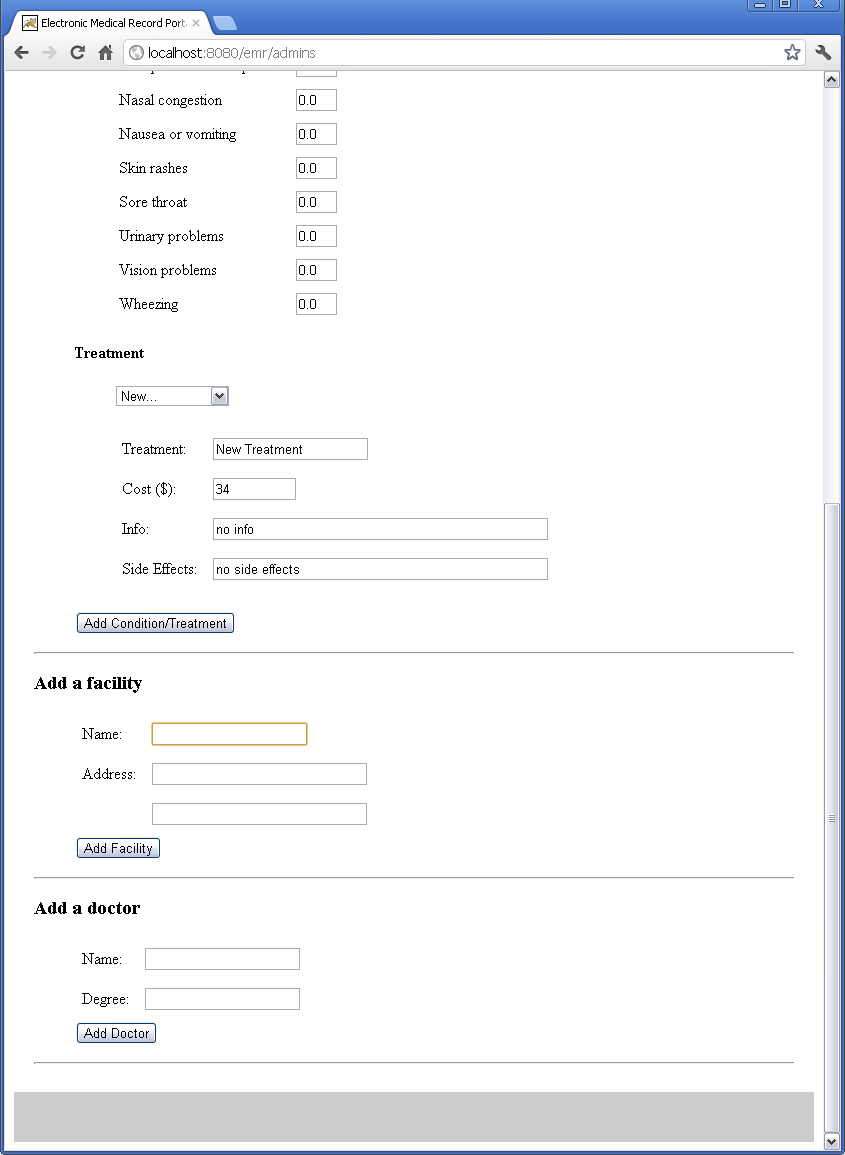 Electronic Medical Record Port
localhost:8080/emr/admins
Nasal congestion 0.0
Nausea or vomiting 0.0
Skin rashes 0.0
Sore throat 0.0
Urinary problems 0.0
Vision problems 0.0
Wheezing 0.0
Treatment
New...
Treatment: New Treatment
Cost ($): 34
Info: no info
Side Effects: no side effects
Add Condition/Treatment
Add a facility
Name:
Address:
Add Facility
Add a doctor
Name:
Degree:
Add Doctor